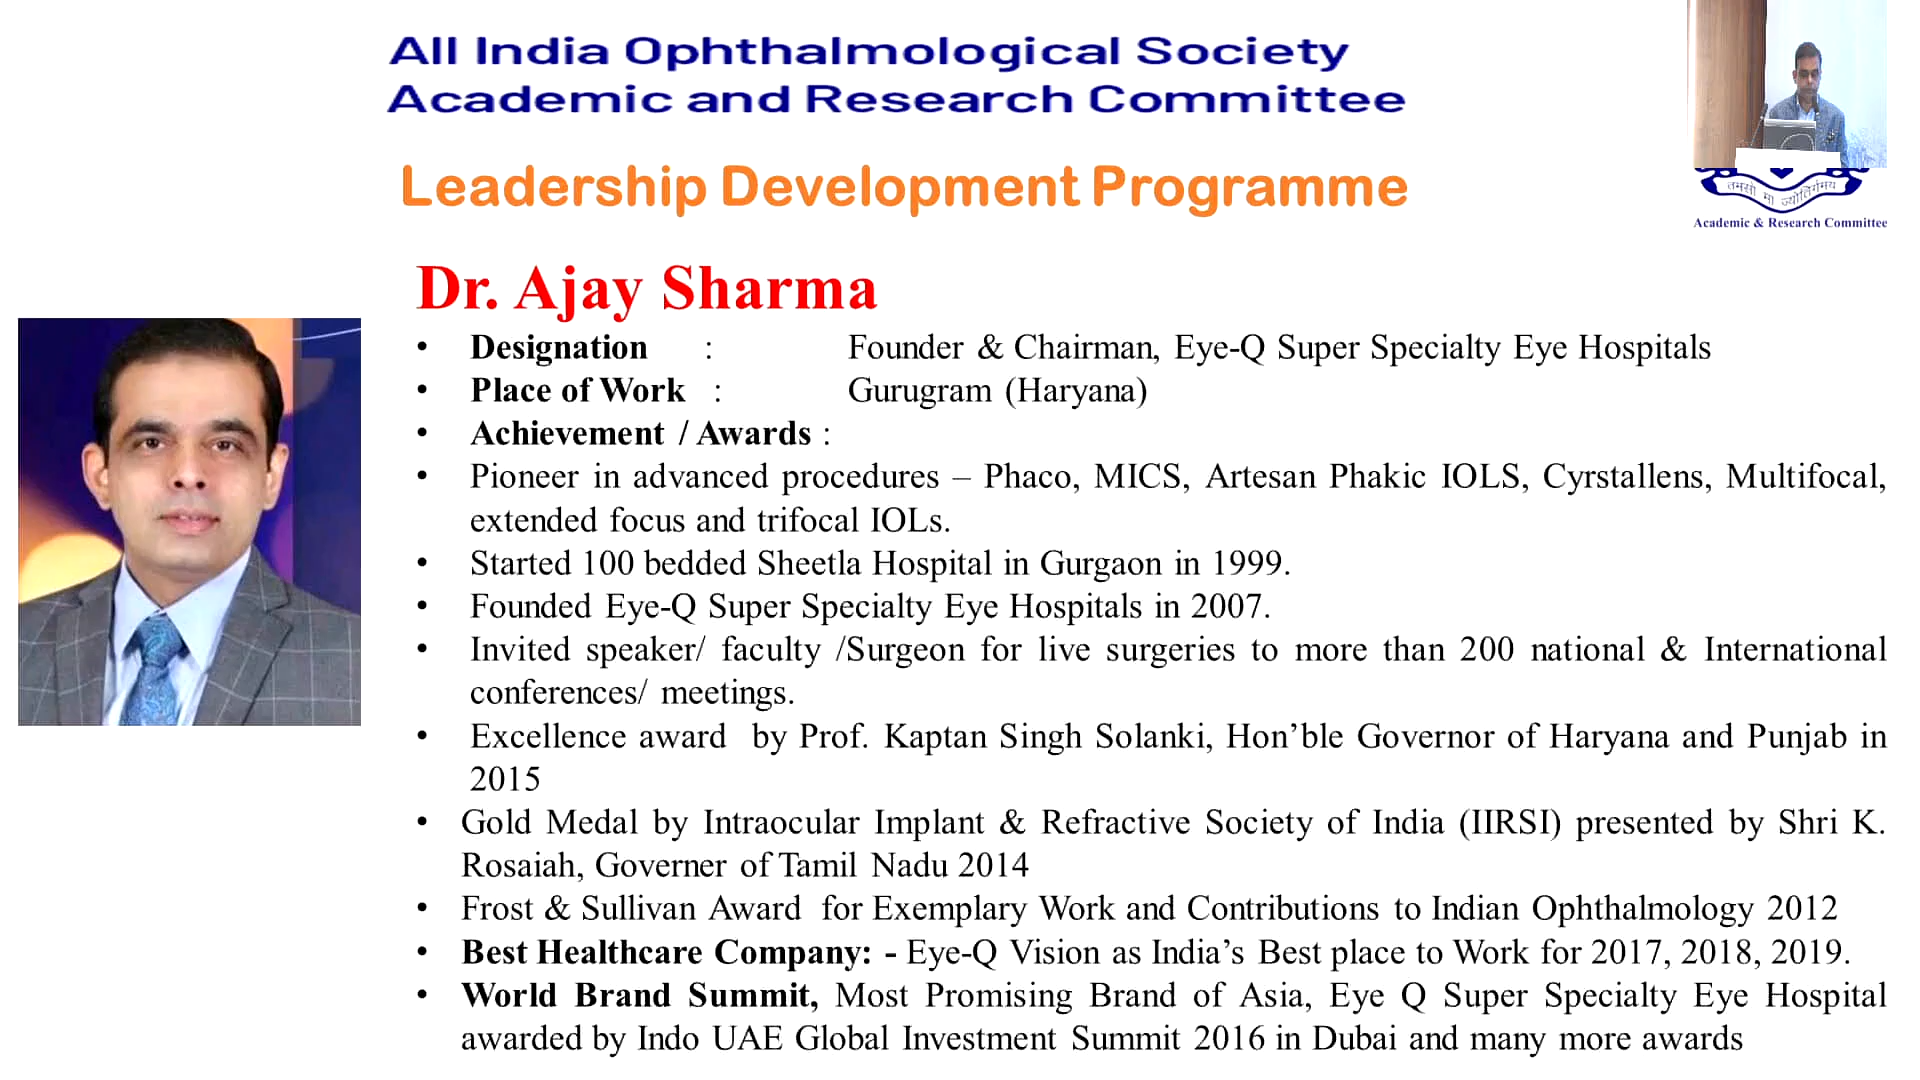 All India Ophthalmological Society
Academic and Research Committee
Leadership Development Programme
तमसो मा ज्योतिर्गमय
Academic & Research Committee
Dr. Ajay Sharma
• Designation : Founder & Chairman, Eye-Q Super Specialty Eye Hospitals
• Place of Work : Gurugram (Haryana)
• Achievement / Awards :
• Pioneer in advanced procedures – Phaco, MICS, Artesan Phakic IOLS, Cyrstallens, Multifocal,
extended focus and trifocal IOLs.
• Started 100 bedded Sheetla Hospital in Gurgaon in 1999.
• Founded Eye-Q Super Specialty Eye Hospitals in 2007.
• Invited speaker/ faculty /Surgeon for live surgeries to more than 200 national & International
conferences/ meetings.
• Excellence award by Prof. Kaptan Singh Solanki, Hon’ble Governor of Haryana and Punjab in
2015
• Gold Medal by Intraocular Implant & Refractive Society of India (IIRSI) presented by Shri K.
Rosaiah, Governer of Tamil Nadu 2014
• Frost & Sullivan Award for Exemplary Work and Contributions to Indian Ophthalmology 2012
• Best Healthcare Company: - Eye-Q Vision as India’s Best place to Work for 2017, 2018, 2019.
• World Brand Summit, Most Promising Brand of Asia, Eye Q Super Specialty Eye Hospital
awarded by Indo UAE Global Investment Summit 2016 in Dubai and many more awards